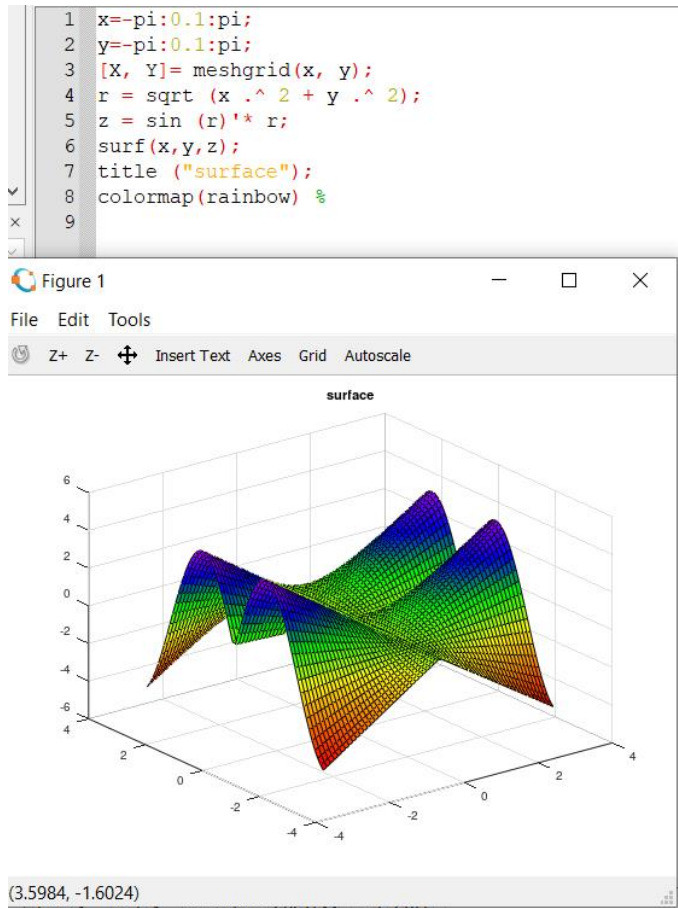 1 x=-pi:0.1:pi;
2 y=-pi:0.1:pi;
3 [X, Y]= meshgrid(x, y);
4 r = sqrt (x .^ 2 + y .^ 2);
5 z = sin (r)'* r;
6 surf(x,y,z);
7 title ("surface");
8 colormap(rainbow) %
9
Figure 1
File Edit Tools
Z+ Z- Insert Text Axes Grid Autoscale
surface
6
4
2
0
-2
-4
-6
4
2
0
-2
-4
-4
-2
0
2
4
(3.5984, -1.6024)